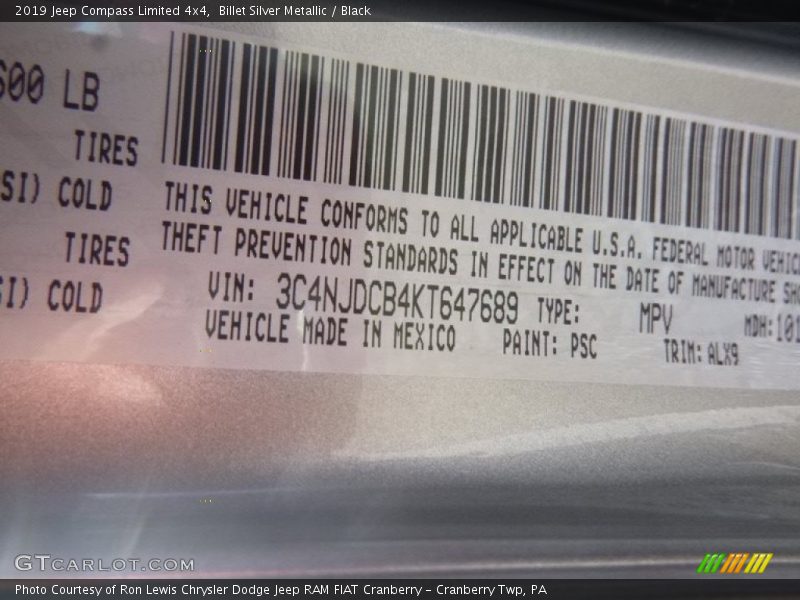 2019 Jeep Compass Limited 4x4, Billet Silver Metallic / Black
600 LB
TIRES
SI) COLD
TIRES
SI) COLD
THIS VEHICLE CONFORMS TO ALL APPLICABLE U.S.A. FEDERAL MOTOR VEHIC
THEFT PREVENTION STANDARDS IN EFFECT ON THE DATE OF MANUFACTURE SH
VIN: 3C4NJDCB4KT647689 TYPE: MPV MDH: 101
VEHICLE MADE IN MEXICO PAINT: PSC TRIM: ALX9
GTCARLOT.COM
Photo Courtesy of Ron Lewis Chrysler Dodge Jeep RAM FIAT Cranberry – Cranberry Twp, PA